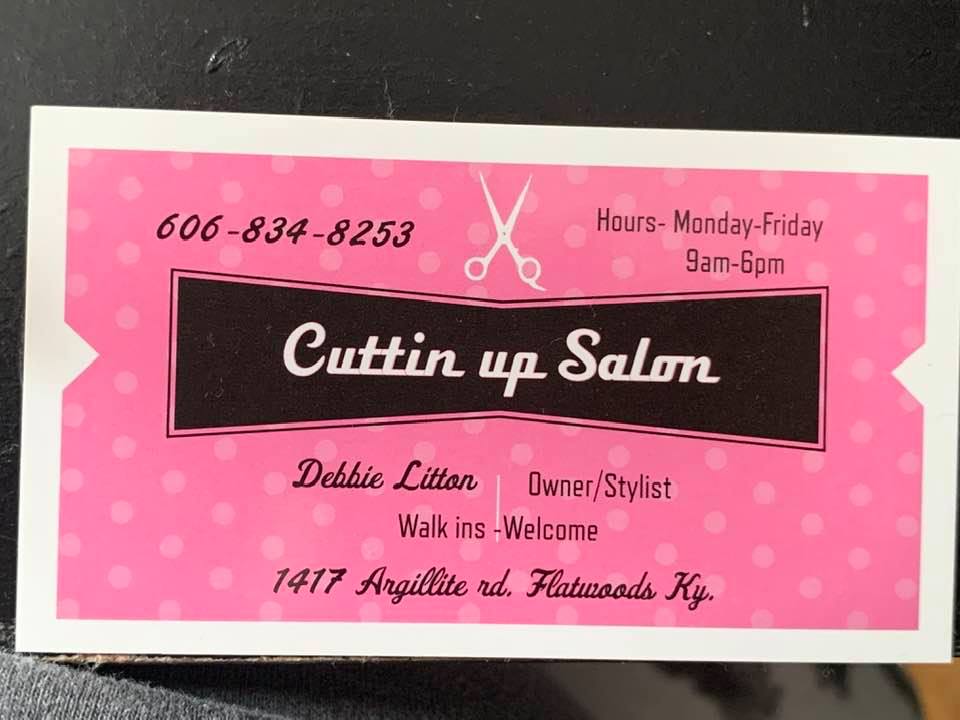 606-834-8253
Hours- Monday-Friday
9am-6pm
Cuttin up Salon
Debbie Litton | Owner/Stylist
Walk ins -Welcome
1417 Argillite rd. Flatwoods Ky.